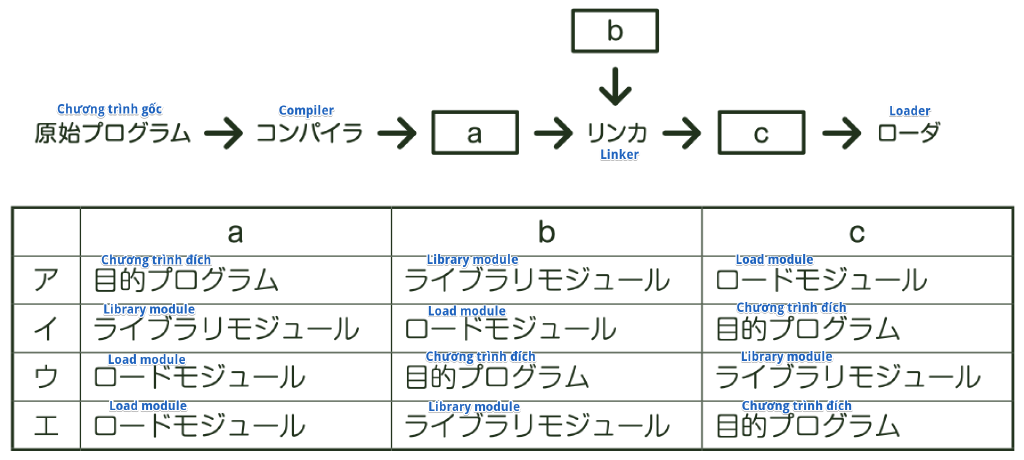 b
Chương trình gốc Compiler Loader
原始プログラム コンパイラ a リンカ c ローダ
Linker
a b c
Chương trình đích Library module Load module
ア 目的プログラム ライブラリモジュール ロードモジュール
Library module Load module Chương trình đích
イ ライブラリモジュール ロードモジュール 目的プログラム
Load module Chương trình đích Library module
ウ ロードモジュール 目的プログラム ライブラリモジュール
Load module Library module Chương trình đích
エ ロードモジュール ライブラリモジュール 目的プログラム